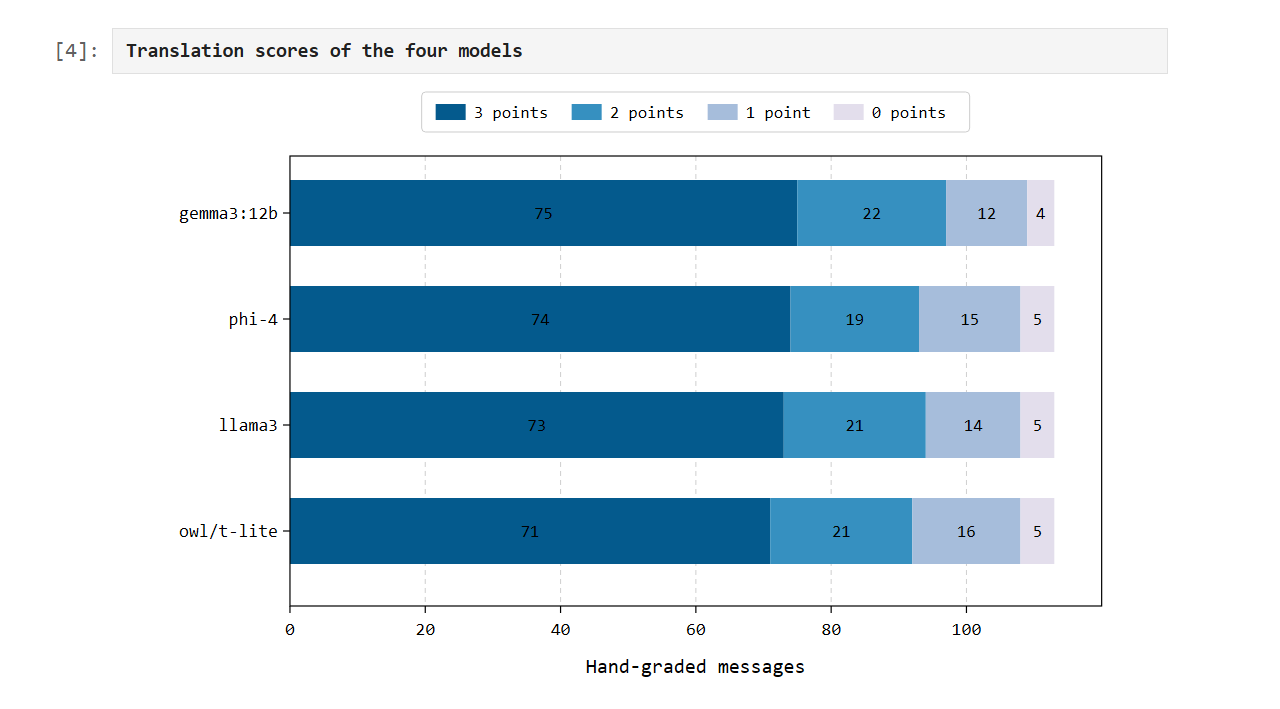 [4]: Translation scores of the four models
3 points 2 points 1 point 0 points
gemma3:12b 75 22 12 4
phi-4 74 19 15 5
llama3 73 21 14 5
owl/t-lite 71 21 16 5
0 20 40 60 80 100
Hand-graded messages